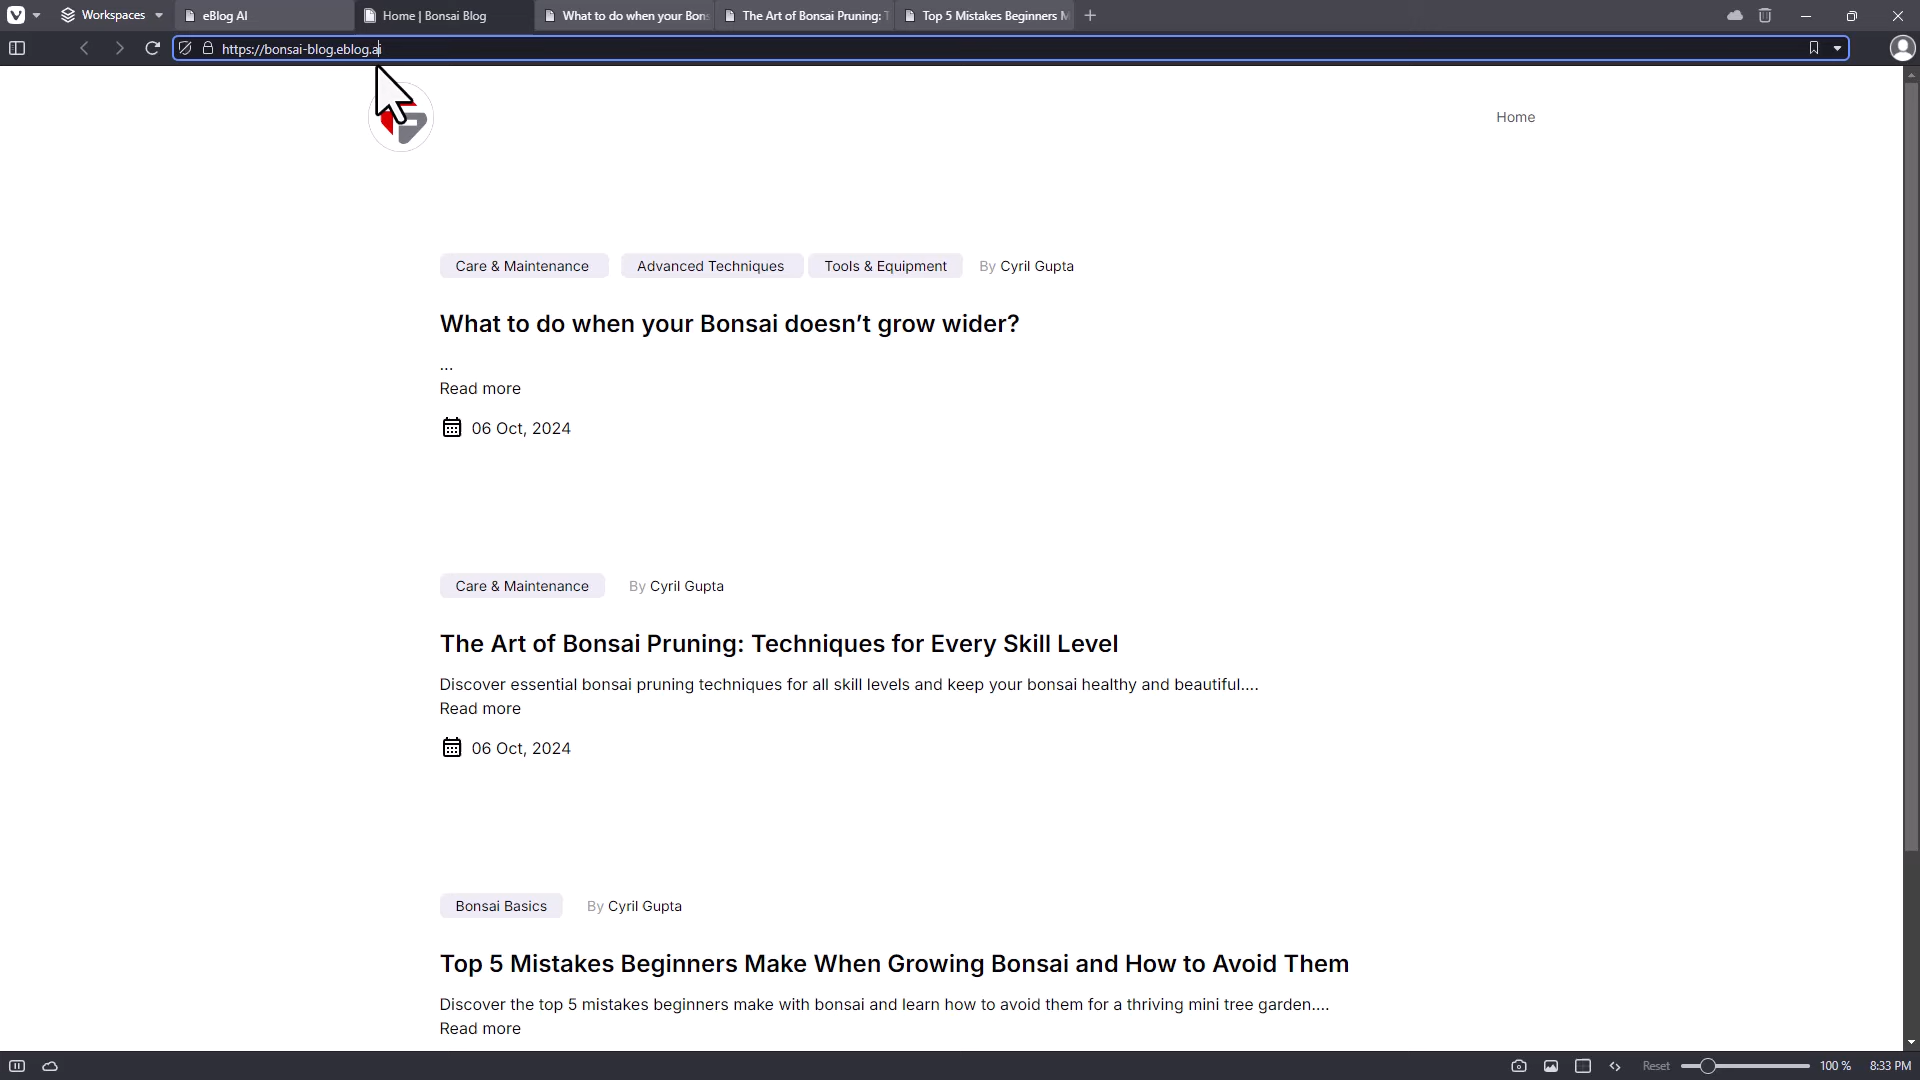 Workspaces
eBlog AI
Home | Bonsai Blog
What to do when your Bons
The Art of Bonsai Pruning: T
Top 5 Mistakes Beginners M
https://bonsai-blog.eblog.ai
Home
Care & Maintenance Advanced Techniques Tools & Equipment By Cyril Gupta
What to do when your Bonsai doesn’t grow wider?
...
Read more
06 Oct, 2024
Care & Maintenance By Cyril Gupta
The Art of Bonsai Pruning: Techniques for Every Skill Level
Discover essential bonsai pruning techniques for all skill levels and keep your bonsai healthy and beautiful....
Read more
06 Oct, 2024
Bonsai Basics By Cyril Gupta
Top 5 Mistakes Beginners Make When Growing Bonsai and How to Avoid Them
Discover the top 5 mistakes beginners make with bonsai and learn how to avoid them for a thriving mini tree garden....
Read more
Reset 100 % 8:33 PM